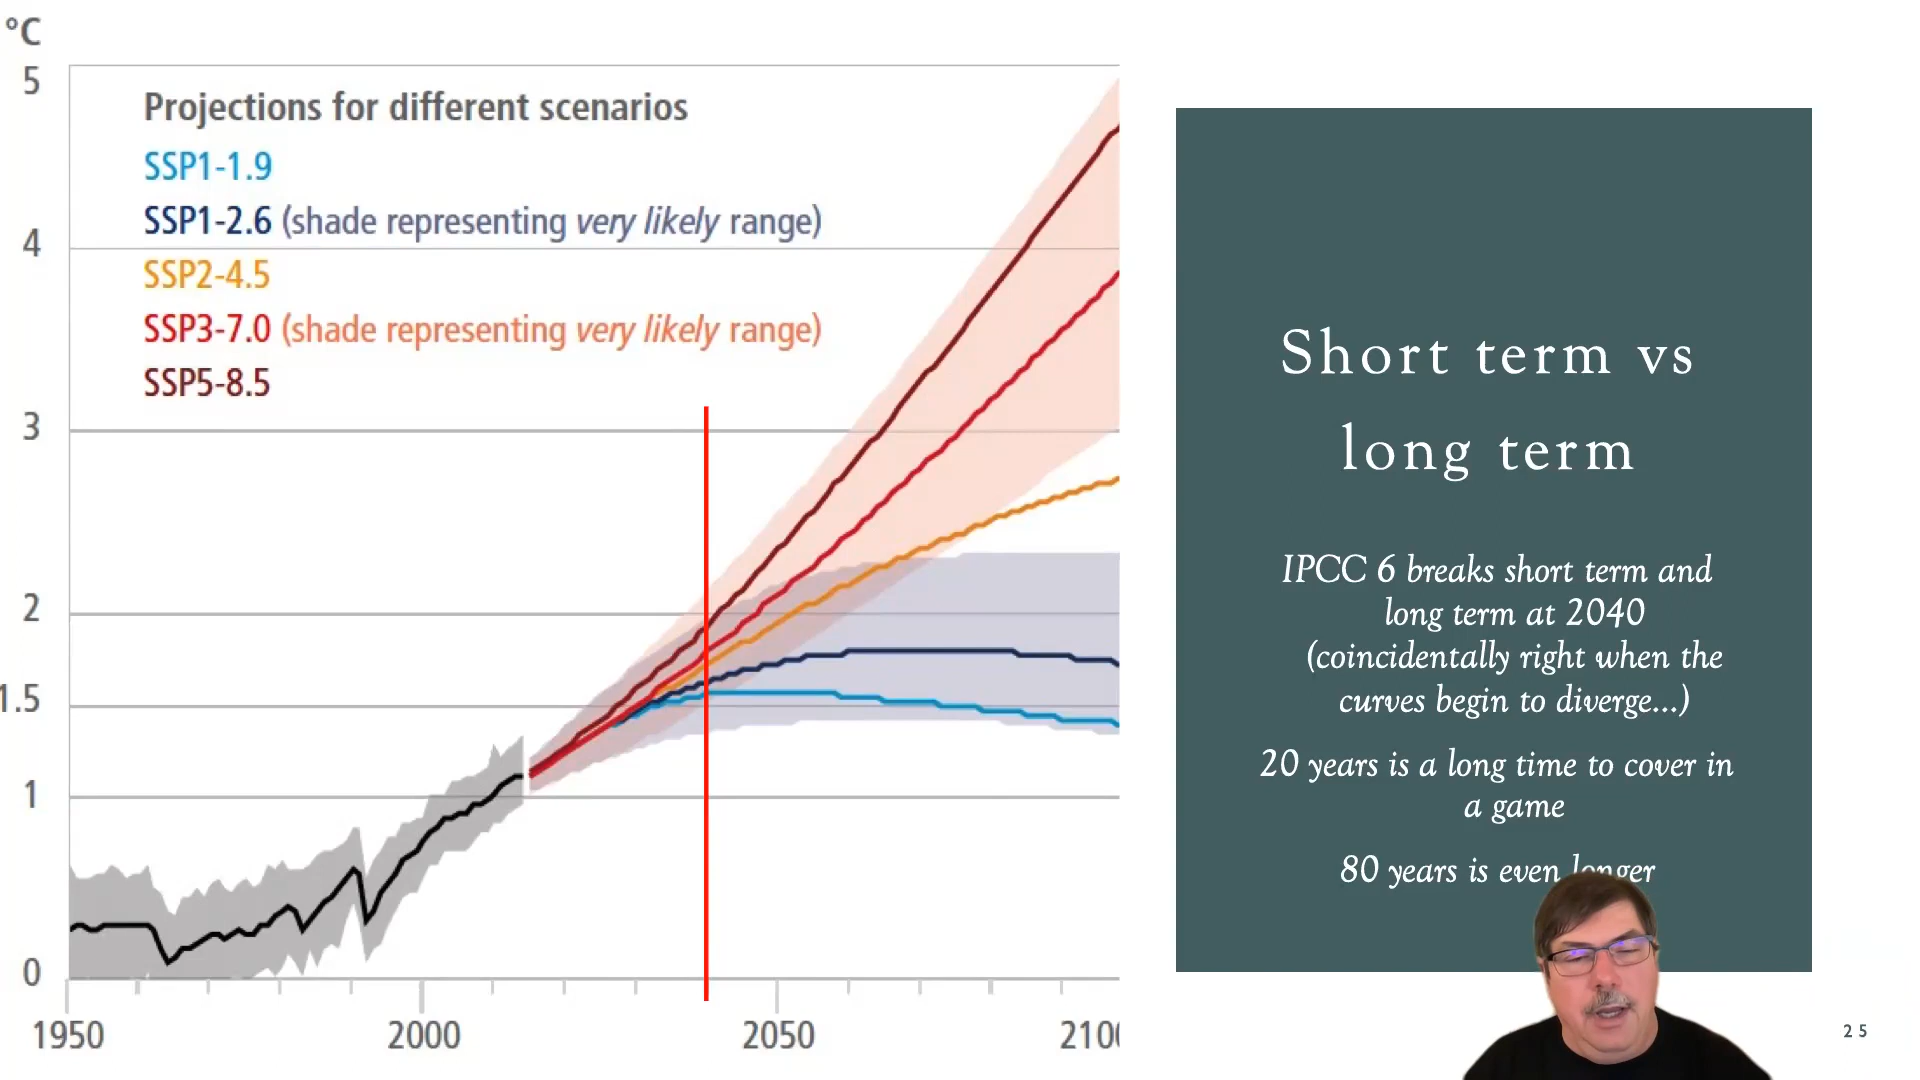 °C
5
Projections for different scenarios
SSP1-1.9
SSP1-2.6 (shade representing very likely range)
4
SSP2-4.5
SSP3-7.0 (shade representing very likely range)
SSP5-8.5
3
2
1.5
1
0
1950 2000 2050 2100
Short term vs
long term
IPCC 6 breaks short term and
long term at 2040
(coincidentally right when the
curves begin to diverge...)
20 years is a long time to cover in
a game
80 years is even longer
25